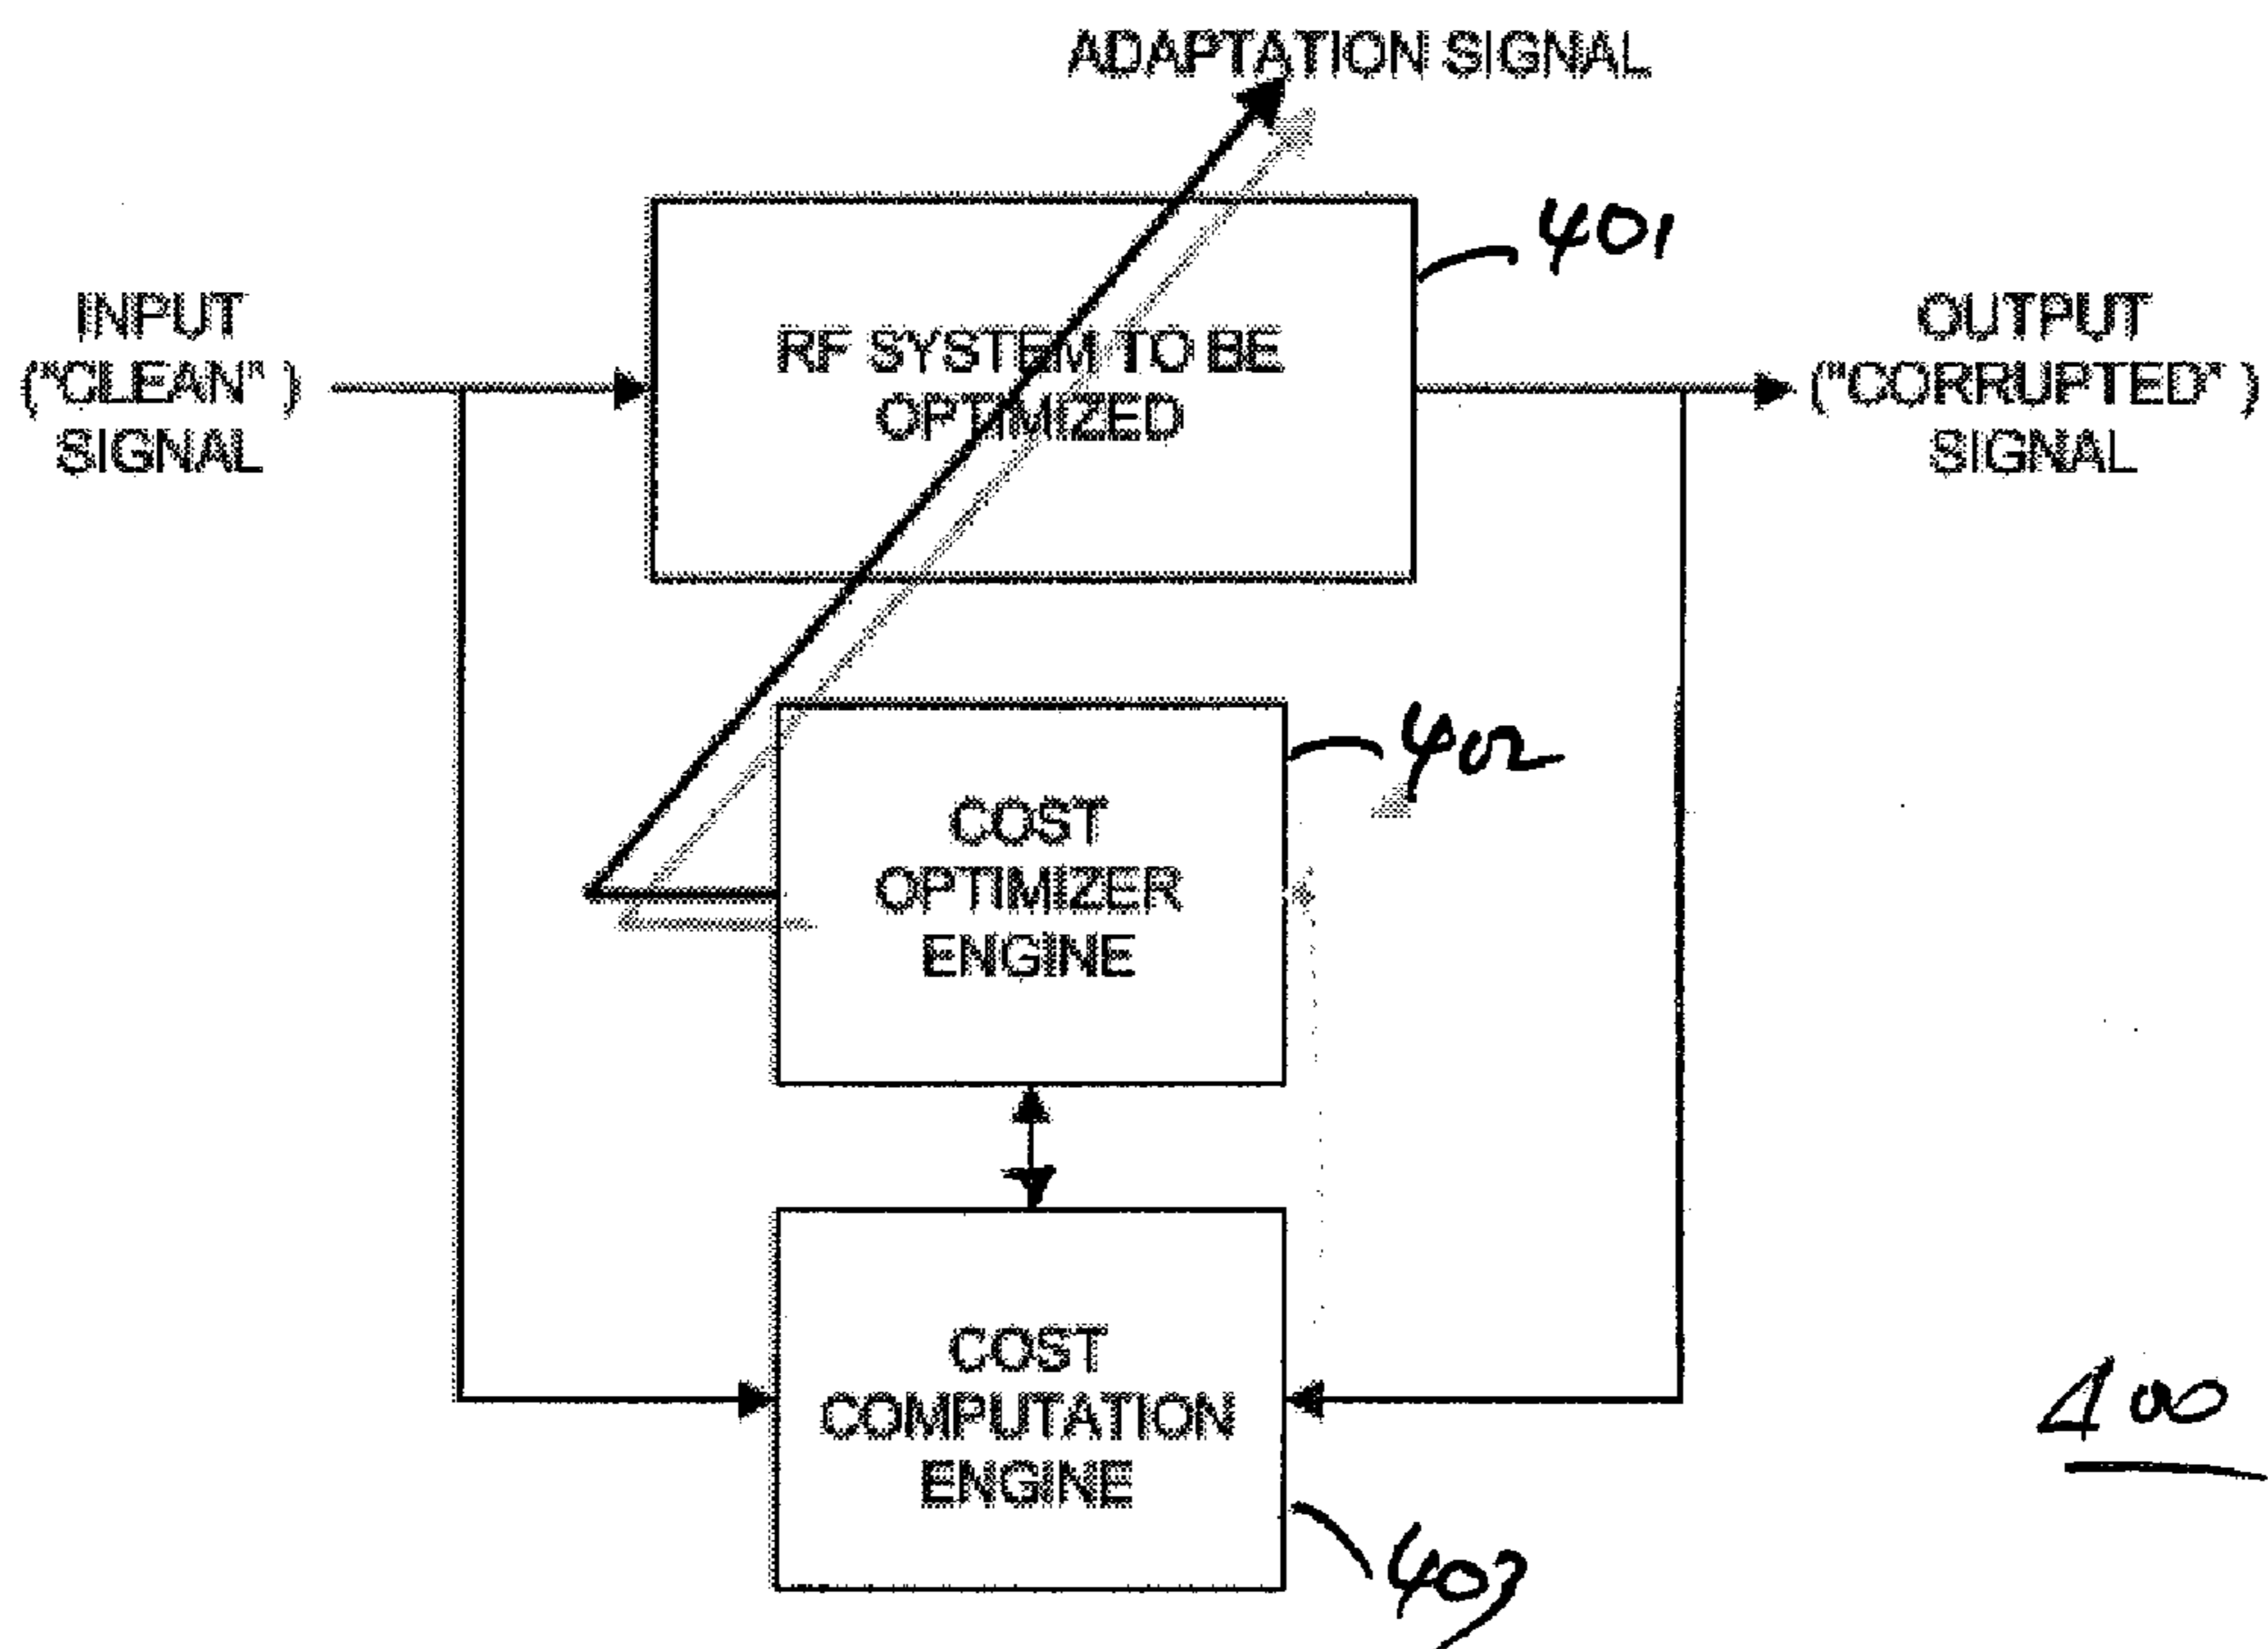 ADAPTATION SIGNAL
401
INPUT
("CLEAN" )
SIGNAL
RF SYSTEM TO BE
OPTIMIZED
OUTPUT
("CORRUPTED" )
SIGNAL
402
COST
OPTIMIZER
ENGINE
COST
COMPUTATION
ENGINE
400
403